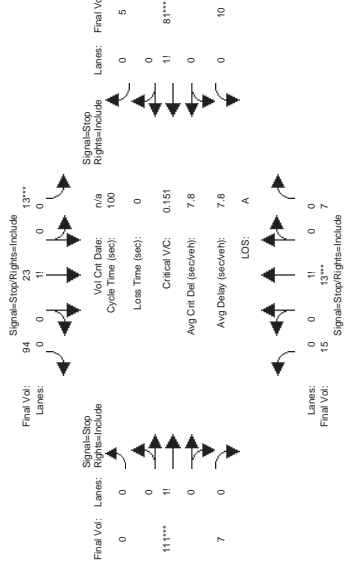 Signal=Stop/Rights=Include
Final Vol: 94 23 13***
Lanes: 0 0 1! 0 0
Signal=Stop
Signal=Stop
Final Vol: Lanes: Rights=Include Vol Cnt Date: n/a Rights=Include Lanes: Final Vo
Cycle Time (sec): 100
0 0 0 5
Loss Time (sec): 0
0 0
111*** 1! Critical V/C: 0.151 1! 81***
0 Avg Crit Del (sec/veh): 7.8 0
7 0 Avg Delay (sec/veh): 7.8 0 10
LOS: A
Lanes: 0 0 1! 0 0
Final Vol: 15 13*** 7
Signal=Stop/Rights=Include